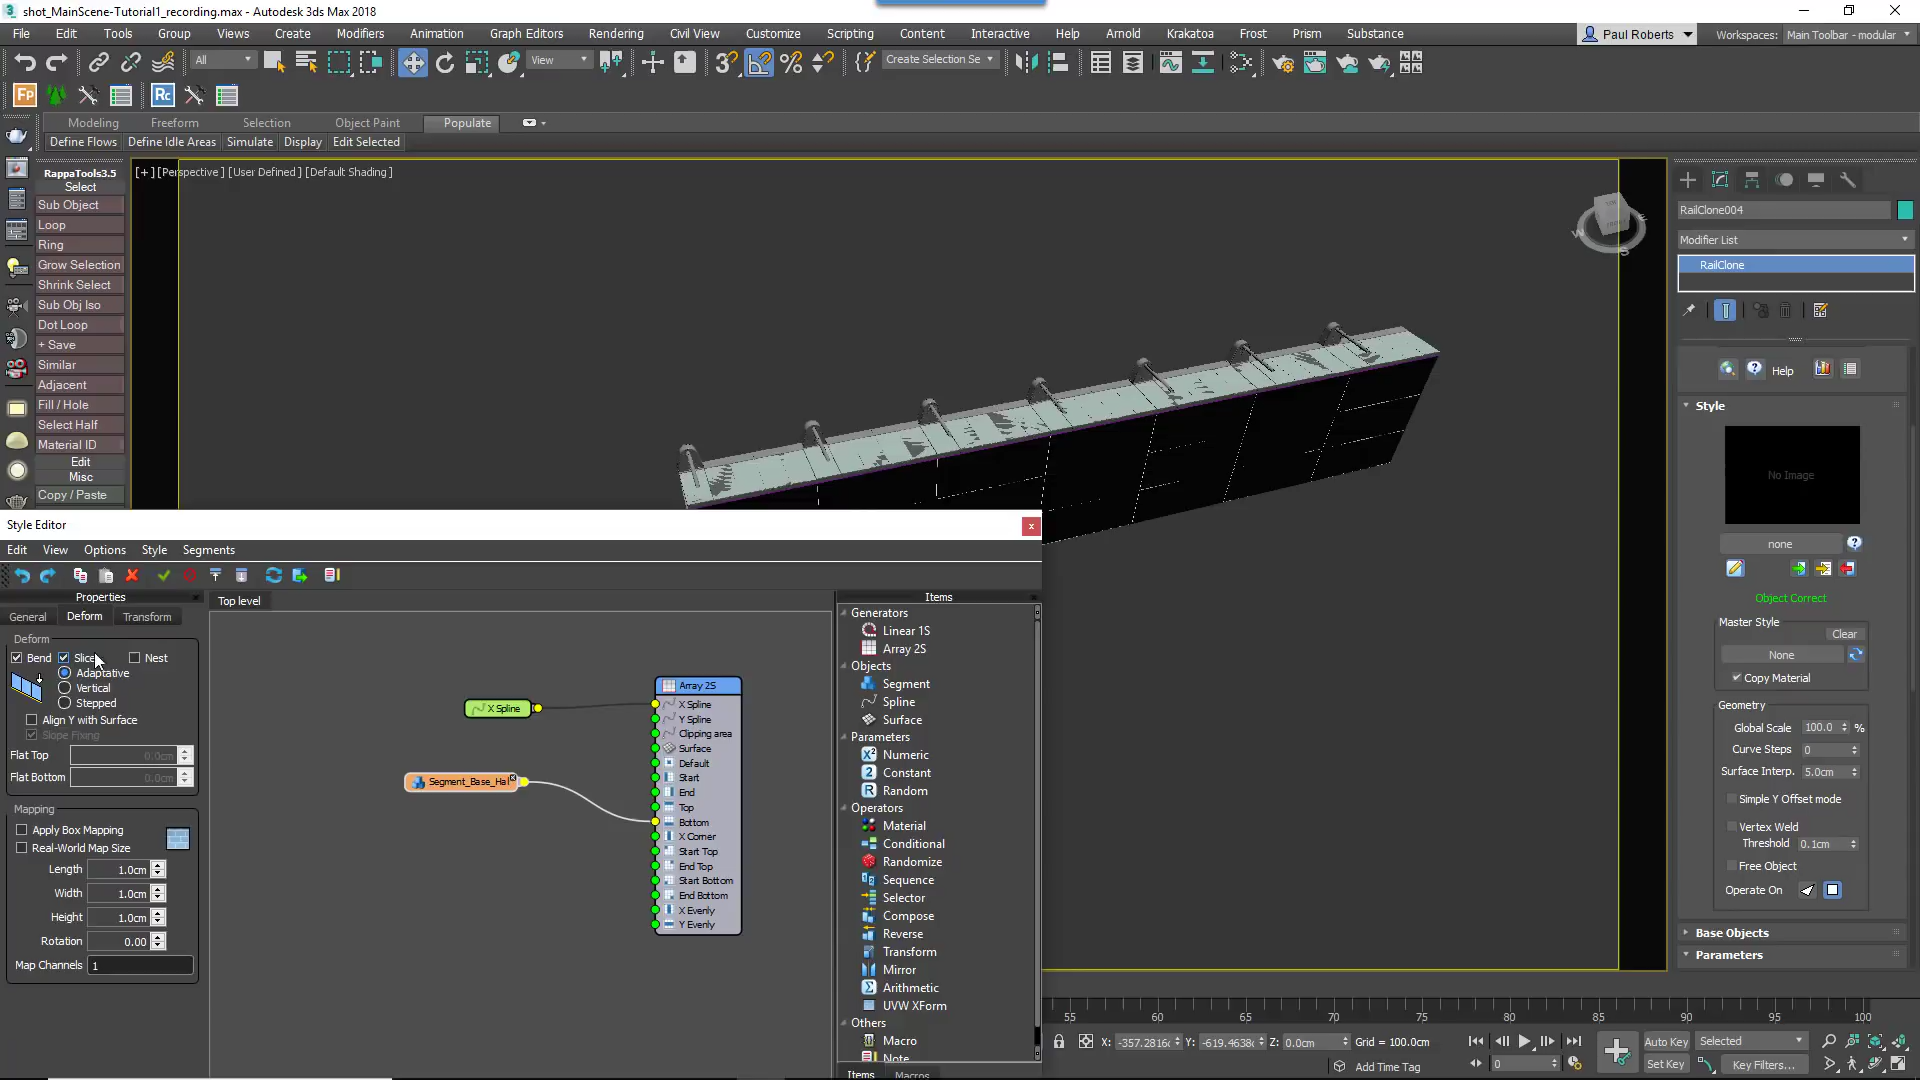 shot_MainScene-Tutorial1_recording.max - Autodesk 3ds Max 2018
File Edit Tools Group Views Create Modifiers Animation Graph Editors Rendering Civil View Customize Scripting Content Interactive Help Arnold Krakatoa Frost Prism Substance
Paul Roberts
Workspaces: Main Toolbar - modular
All
View
Create Selection Se
Modeling Freeform Selection Object Paint Populate
Define Flows Define Idle Areas Simulate Display Edit Selected
RappaTools3.5
Select
Sub Object
Loop
Ring
Grow Selection
Shrink Select
Sub Obj Iso
Dot Loop
+ Save
Similar
Adjacent
Fill / Hole
Select Half
Material ID
Edit
Misc
Copy / Paste
[+] [Perspective] [User Defined] [Default Shading]
RailClone004
Modifier List
RailClone
Help
Style
No Image
none
Object Correct
Master Style
Clear
None
Copy Material
Geometry
Global Scale 100.0 %
Curve Steps 0
Surface Interp. 5.0cm
Simple Y Offset mode
Vertex Weld
Threshold 0.1cm
Free Object
Operate On
Base Objects
Parameters
Style Editor
Edit View Options Style Segments
Properties
General Deform Transform
Deform
Bend Slice Nest
Adaptative
Vertical
Stepped
Align Y with Surface
Slope Fixing
Flat Top 0.0cm
Flat Bottom 0.0cm
Mapping
Apply Box Mapping
Real-World Map Size
Length 1.0cm
Width 1.0cm
Height 1.0cm
Rotation 0.00
Map Channels 1
Top level
X Spline
Segment_Base_Hal
Array 2S
X Spline
Y Spline
Clipping area
Surface
Default
Start
End
Top
Bottom
X Corner
Start Top
End Top
Start Bottom
End Bottom
X Evenly
Y Evenly
Items
Generators
Linear 1S
Array 2S
Objects
Segment
Spline
Surface
Parameters
Numeric
Constant
Random
Operators
Material
Conditional
Randomize
Sequence
Selector
Compose
Reverse
Transform
Mirror
Arithmetic
UVW XForm
Others
Macro
Note
Items Macros
55 60 65 70 75 80 85 90 95 100
X: -357.281 Y: -619.463 Z: 0.0cm Grid = 100.0cm
Add Time Tag
0
Auto Key Selected
Set Key Key Filters...